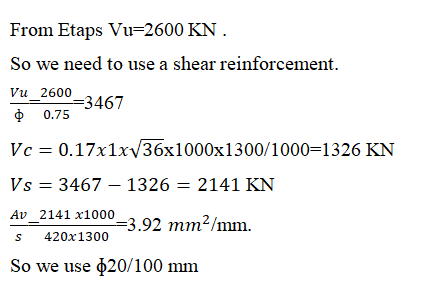 From Etaps Vu=2600 KN .
So we need to use a shear reinforcement.
Vu/ϕ=2600/0.75=3467
Vc = 0.17x1x√36x1000x1300/1000=1326 KN
Vs = 3467 − 1326 = 2141 KN
Av/s=2141 x1000/420x1300=3.92 mm²/mm.
So we use ϕ20/100 mm